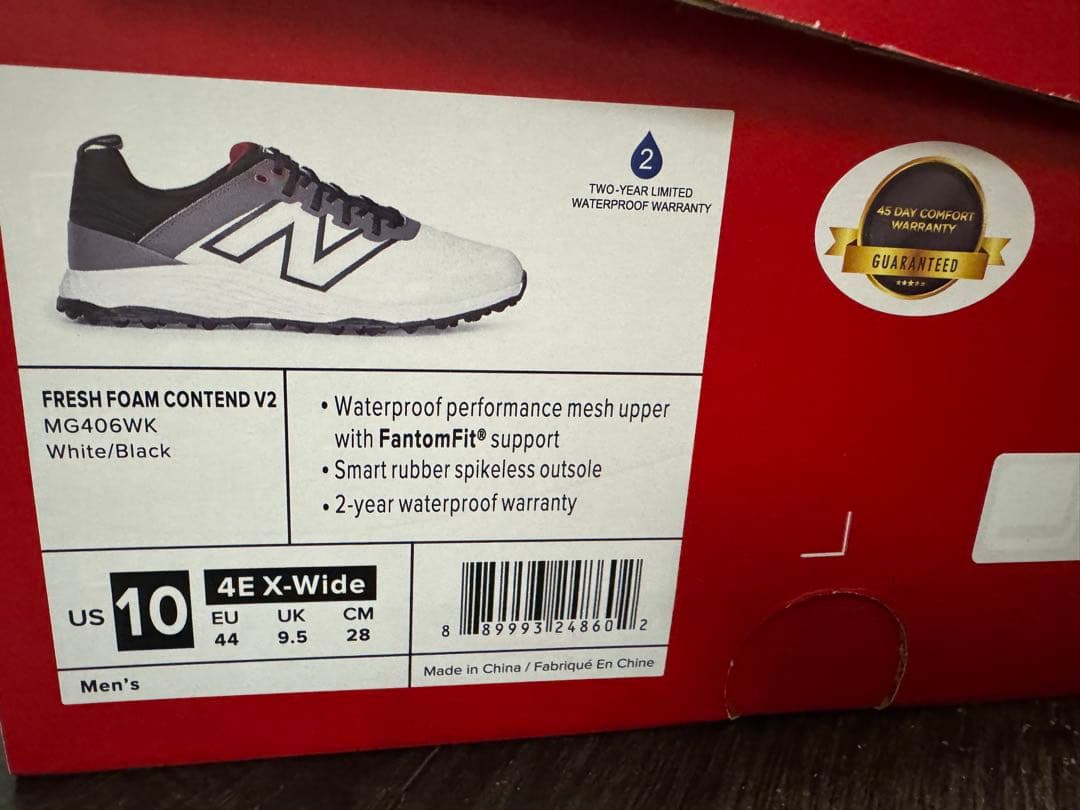 N
2
TWO-YEAR LIMITED
WATERPROOF WARRANTY
45 DAY COMFORT
WARRANTY
GUARANTEED
FRESH FOAM CONTEND V2
MG406WK
White/Black
• Waterproof performance mesh upper
with FantomFit® support
• Smart rubber spikeless outsole
• 2-year waterproof warranty
US 10
4E X-Wide
EU UK CM
44 9.5 28
8 89993 24860 2
Men's
Made in China / Fabriqué En Chine